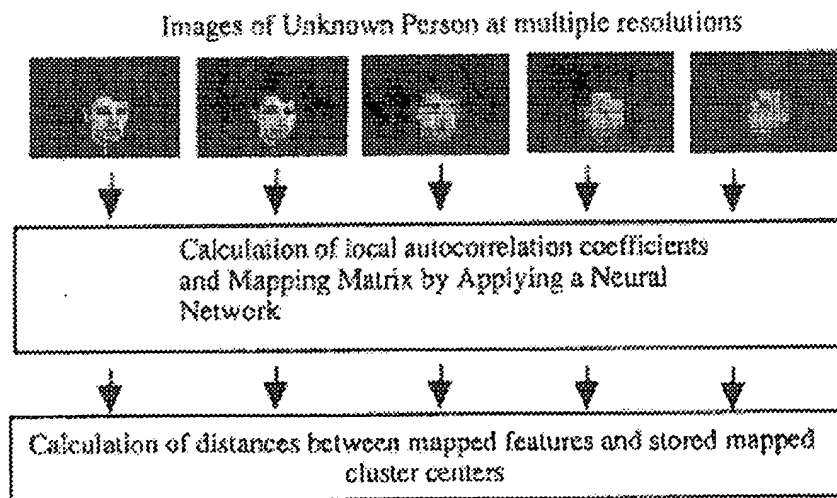 Images of Unknown Person at multiple resolutions
Calculation of local autocorrelation coefficients
and Mapping Matrix by Applying a Neural
Network
Calculation of distances between mapped features and stored mapped
cluster centers